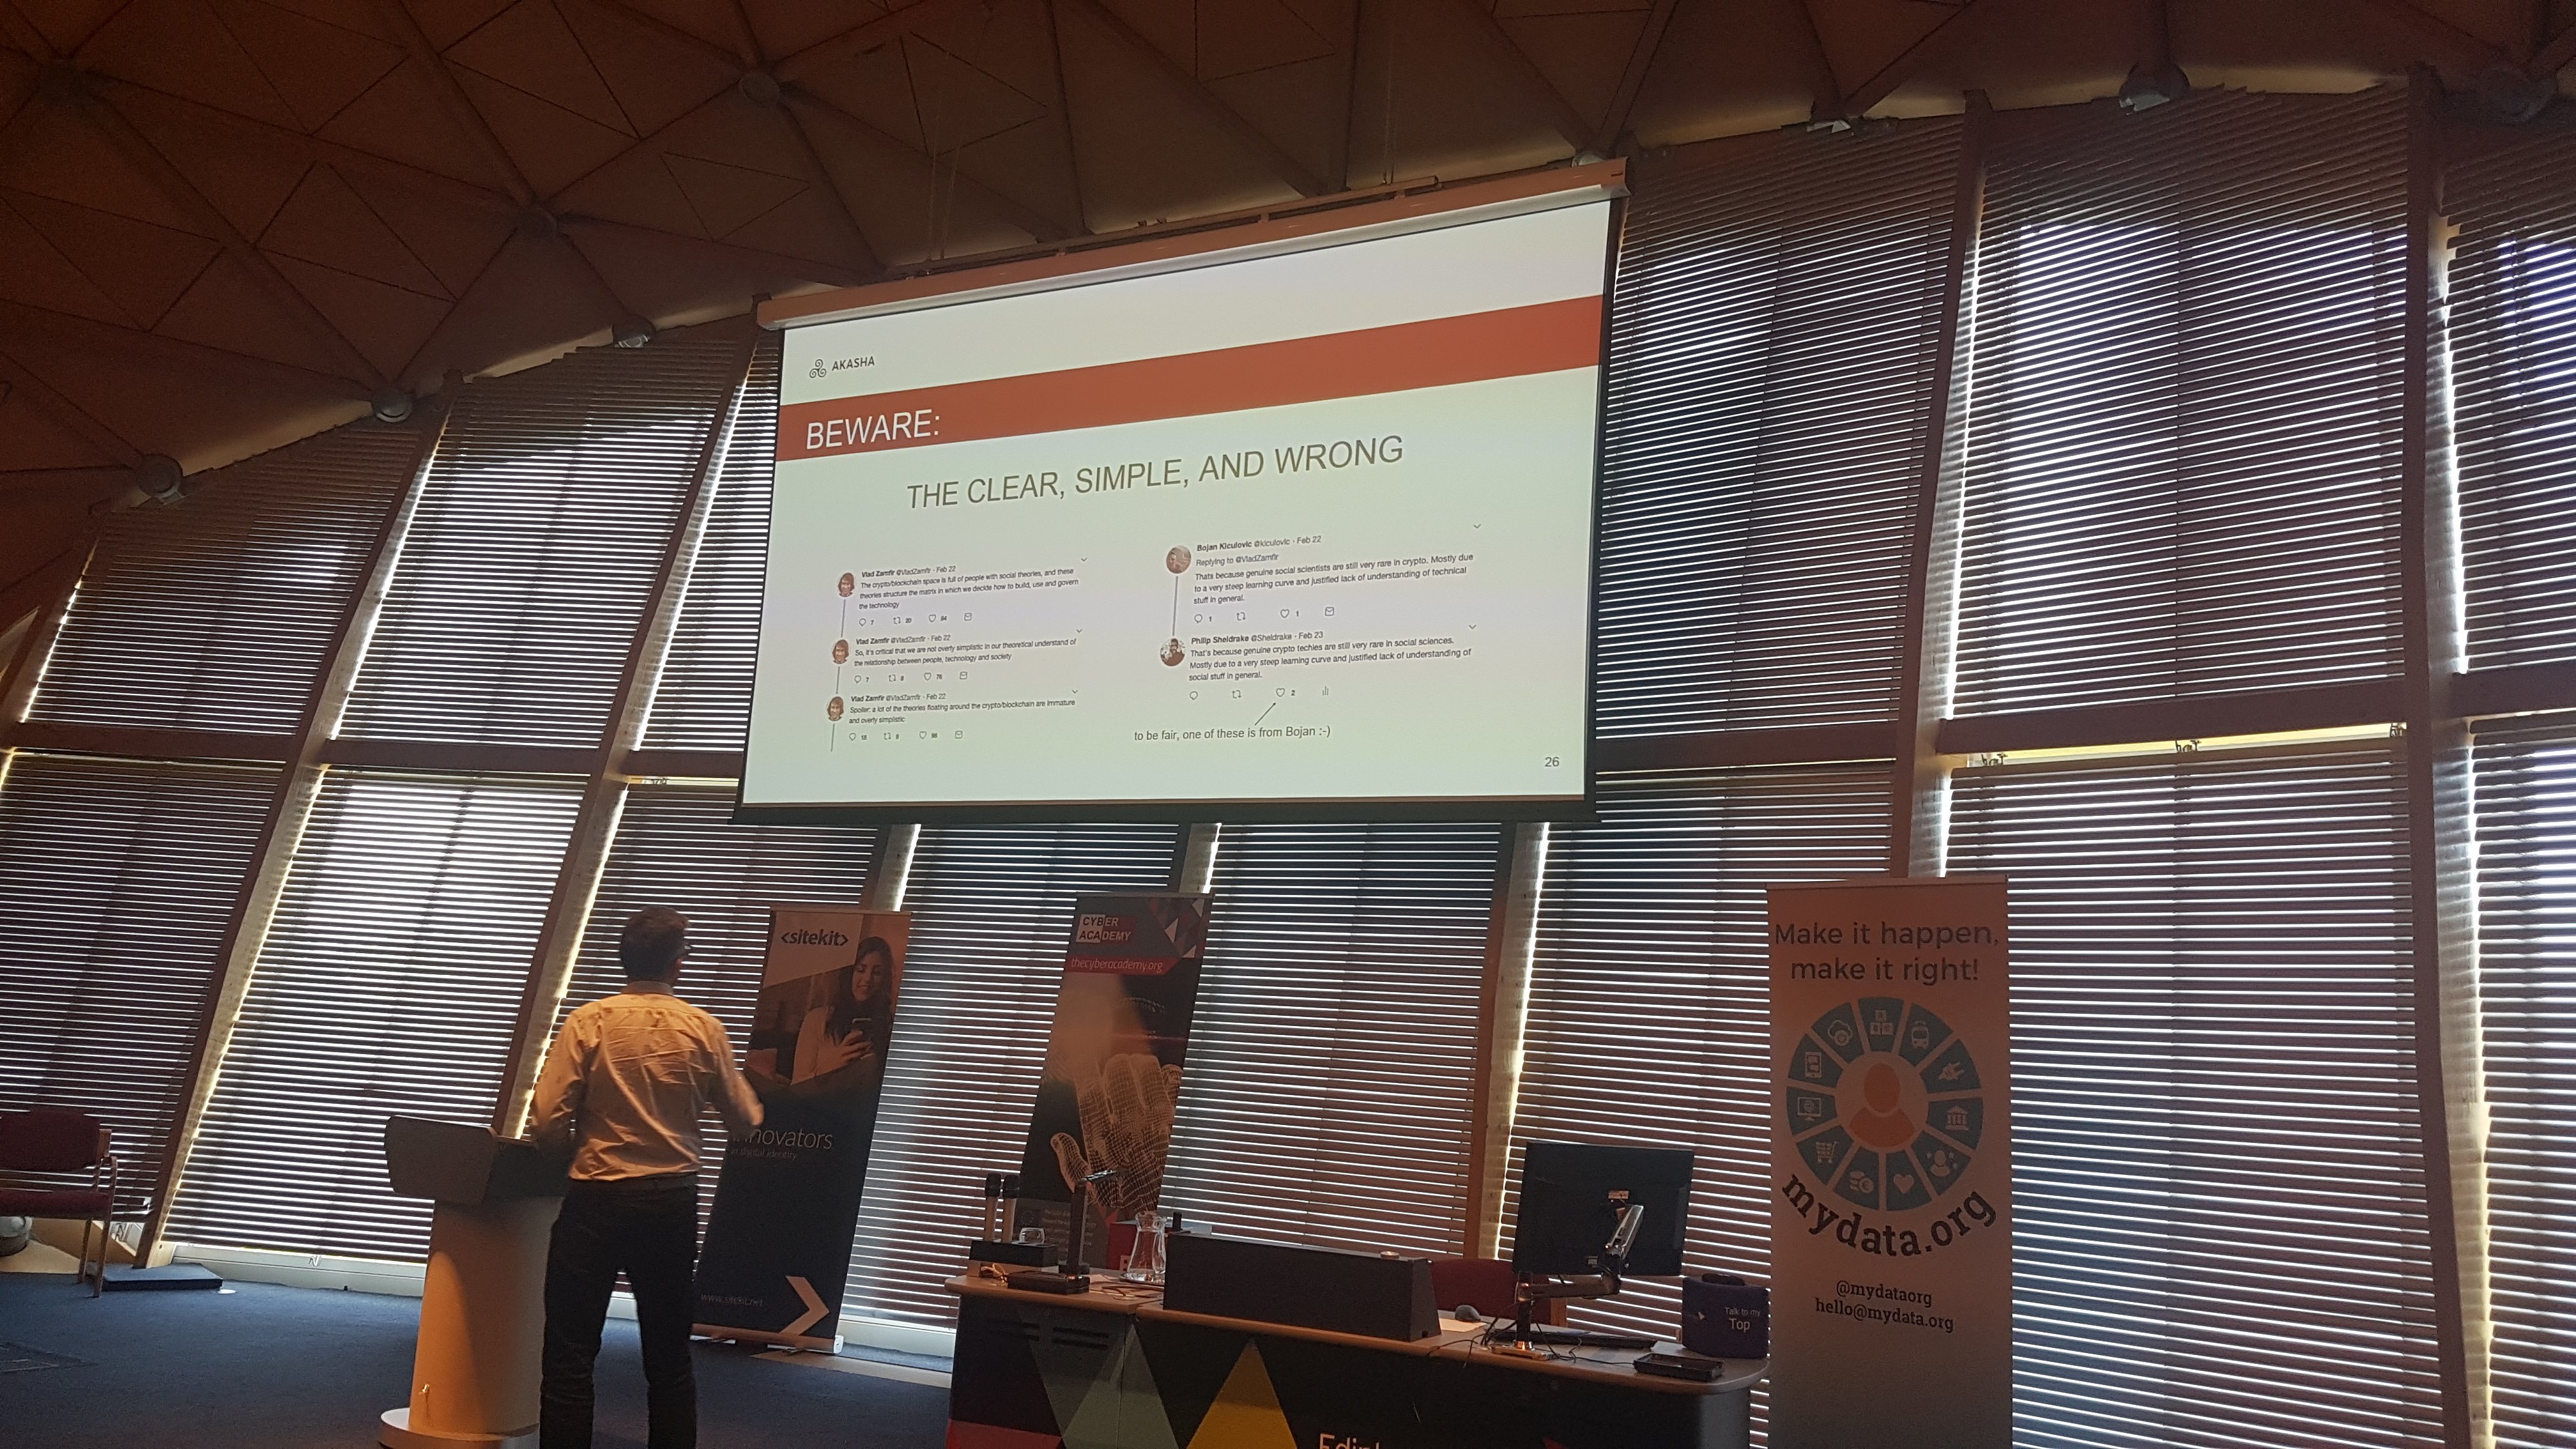 AKASHA
BEWARE:
THE CLEAR, SIMPLE, AND WRONG
Vlad Zamfir @VladZamfir · Feb 22
The crypto/blockchain space is full of people with social theories, and these
theories structure the matrix in which we decide how to build, use and govern
the technology
7 20 94
Vlad Zamfir @VladZamfir · Feb 22
So, it's critical that we are not overly simplistic in our theoretical understand of
the relationship between people, technology and society
7 8 76
Vlad Zamfir @VladZamfir · Feb 22
Spoiler: a lot of the theories floating around the crypto/blockchain are immature
and overly simplistic
Bojan Kiculovic @kiculovic · Feb 22
Replying to @VladZamfir
Thats because genuine social scientists are still very rare in crypto. Mostly due
to a very steep learning curve and justified lack of understanding of technical
stuff in general.
1 1
Philip Sheldrake @Sheldrake · Feb 23
That's because genuine crypto techies are still very rare in social sciences.
Mostly due to a very steep learning curve and justified lack of understanding of
social stuff in general.
2
to be fair, one of these is from Bojan :-)
26
<sitekit>
innovators
in digital identity
www.sitekit.net
CYBER
ACADEMY
thecyberacademy.org
Make it happen,
make it right!
mydata.org
@mydataorg
hello@mydata.org
Talk to my
Top